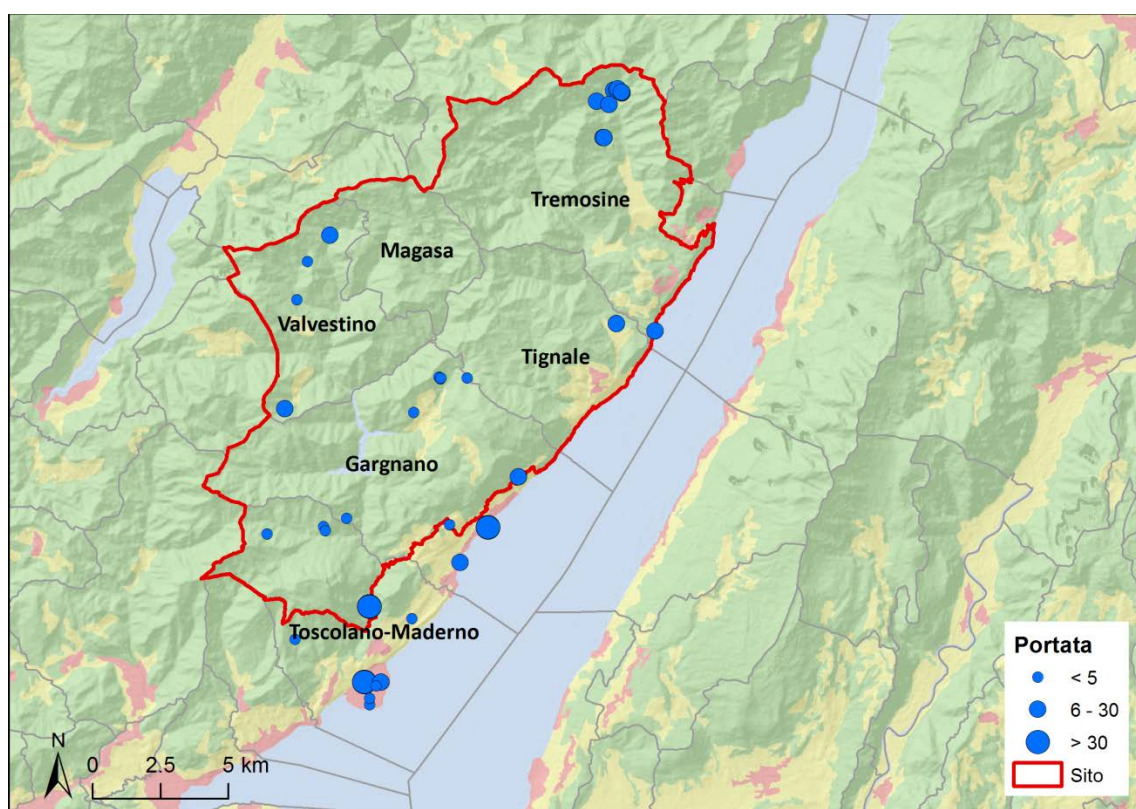 Tremosine
Magasa
Valvestino
Tignale
Gargnano
Toscolano-Maderno
Portata
< 5
6 - 30
> 30
Sito
N
0 2.5 5 km